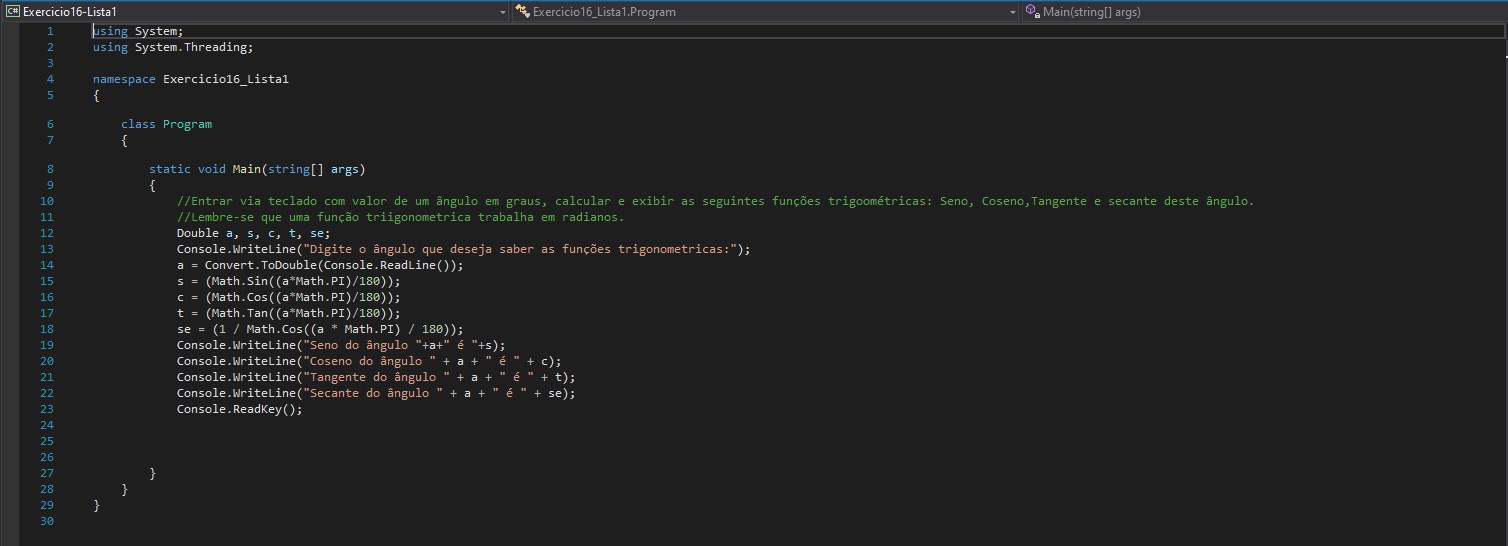 C# Exercicio16-Lista1 Exercicio16_Lista1.Program Main(string[] args)
1 using System;
2 using System.Threading;
3
4 namespace Exercicio16_Lista1
5 {
6 class Program
7 {
8 static void Main(string[] args)
9 {
10 //Entrar via teclado com valor de um ângulo em graus, calcular e exibir as seguintes funções trigoométricas: Seno, Coseno,Tangente e secante deste ângulo.
11 //Lembre-se que uma função triigonometrica trabalha em radianos.
12 Double a, s, c, t, se;
13 Console.WriteLine("Digite o ângulo que deseja saber as funções trigonometricas:");
14 a = Convert.ToDouble(Console.ReadLine());
15 s = (Math.Sin((a*Math.PI)/180));
16 c = (Math.Cos((a*Math.PI)/180));
17 t = (Math.Tan((a*Math.PI)/180));
18 se = (1 / Math.Cos((a * Math.PI) / 180));
19 Console.WriteLine("Seno do ângulo "+a+" é "+s);
20 Console.WriteLine("Coseno do ângulo " + a + " é " + c);
21 Console.WriteLine("Tangente do ângulo " + a + " é " + t);
22 Console.WriteLine("Secante do ângulo " + a + " é " + se);
23 Console.ReadKey();
24
25
26
27 }
28 }
29 }
30